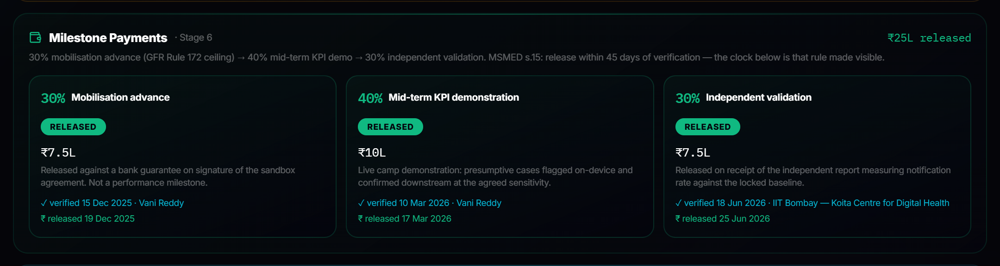 Milestone Payments · Stage 6
₹25L released
30% mobilisation advance (GFR Rule 172 ceiling) → 40% mid-term KPI demo → 30% independent validation. MSMED s.15: release within 45 days of verification — the clock below is that rule made visible.
30% Mobilisation advance
RELEASED
₹7.5L
Released against a bank guarantee on signature of the sandbox
agreement. Not a performance milestone.
✓ verified 15 Dec 2025 · Vani Reddy
₹ released 19 Dec 2025
40% Mid-term KPI demonstration
RELEASED
₹10L
Live camp demonstration: presumptive cases flagged on-device and
confirmed downstream at the agreed sensitivity.
✓ verified 10 Mar 2026 · Vani Reddy
₹ released 17 Mar 2026
30% Independent validation
RELEASED
₹7.5L
Released on receipt of the independent report measuring notification
rate against the locked baseline.
✓ verified 18 Jun 2026 · IIT Bombay — Koita Centre for Digital Health
₹ released 25 Jun 2026